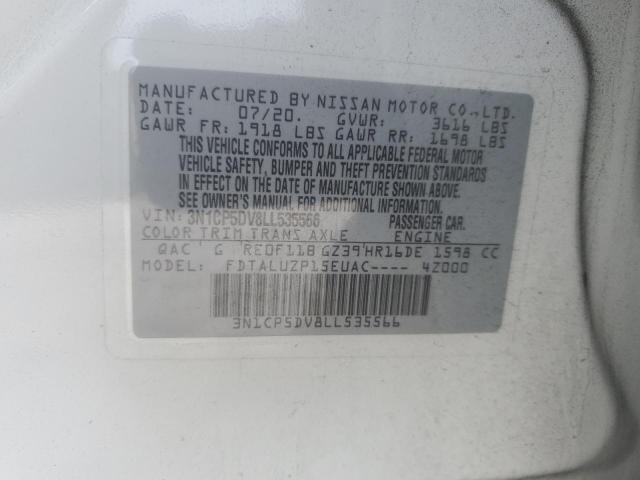 MANUFACTURED BY NISSAN MOTOR CO., LTD.
DATE: 07/20. GVWR: 3616 LBS
GAWR FR: 1918 LBS GAWR RR: 1698 LBS
THIS VEHICLE CONFORMS TO ALL APPLICABLE FEDERAL MOTOR
VEHICLE SAFETY, BUMPER AND THEFT PREVENTION STANDARDS
IN EFFECT ON THE DATE OF MANUFACTURE SHOWN ABOVE.
SEE OWNER'S MANUAL FOR ADDITIONAL INFORMATION.
VIN: 3N1CP5DV8LL535566 PASSENGER CAR.
COLOR TRIM TRANS AXLE ENGINE
QAC G RE0F11B GZ39 HR16DE 1598 CC
FDTALUZP15EUAC---- 4Z000
3N1CP5DV8LL535566